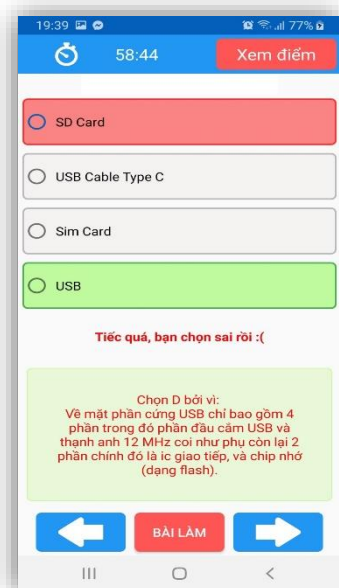 19:39 77%
58:44 Xem điểm
SD Card
USB Cable Type C
Sim Card
USB
Tiếc quá, bạn chọn sai rồi :(
Chọn D bởi vì:
Về mặt phần cứng USB chỉ bao gồm 4
phần trong đó phần đầu cắm USB và
thạnh anh 12 MHz coi như phụ còn lại 2
phần chính đó là ic giao tiếp, và chip nhớ
(dạng flash).
BÀI LÀM